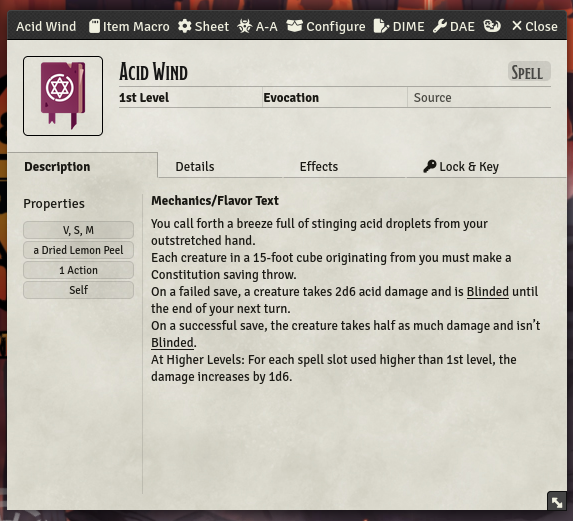 Acid Wind Item Macro Sheet A-A Configure DIME DAE Close
Acid Wind
Spell
1st Level Evocation Source
Description Details Effects Lock & Key
Properties
V, S, M
a Dried Lemon Peel
1 Action
Self
Mechanics/Flavor Text
You call forth a breeze full of stinging acid droplets from your
outstretched hand.
Each creature in a 15-foot cube originating from you must make a
Constitution saving throw.
On a failed save, a creature takes 2d6 acid damage and is Blinded until
the end of your next turn.
On a successful save, the creature takes half as much damage and isn't
Blinded.
At Higher Levels: For each spell slot used higher than 1st level, the
damage increases by 1d6.